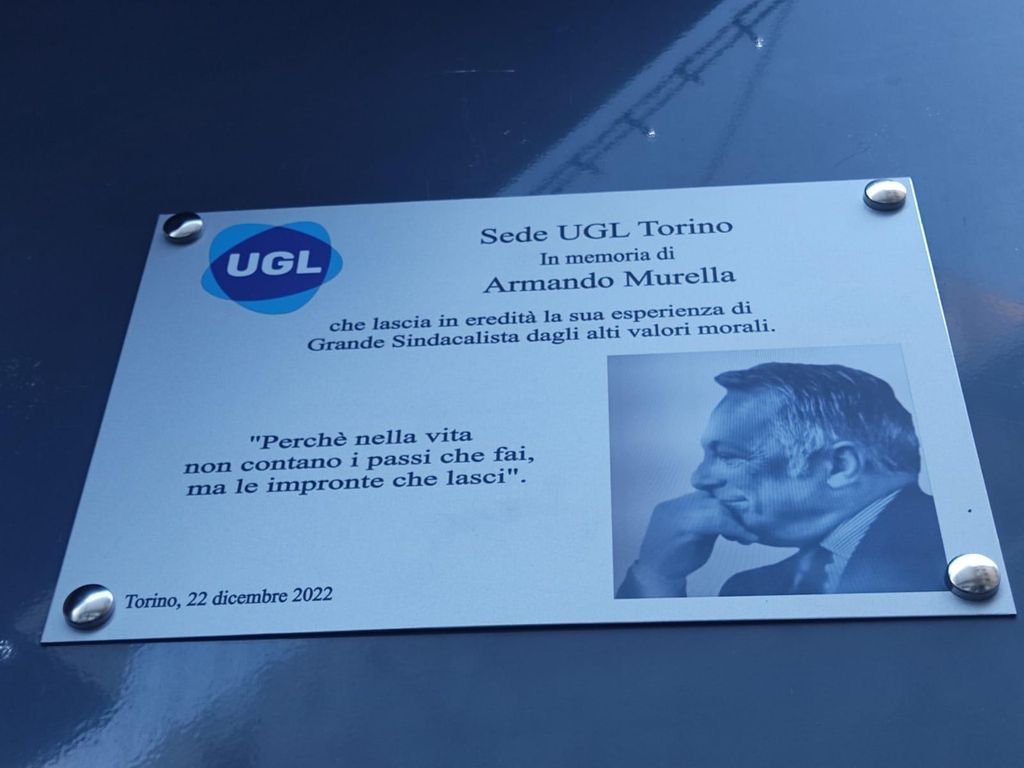 UGL
Sede UGL Torino
In memoria di
Armando Murella
che lascia in eredità la sua esperienza di
Grande Sindacalista dagli alti valori morali.
"Perchè nella vita
non contano i passi che fai,
ma le impronte che lasci".
Torino, 22 dicembre 2022